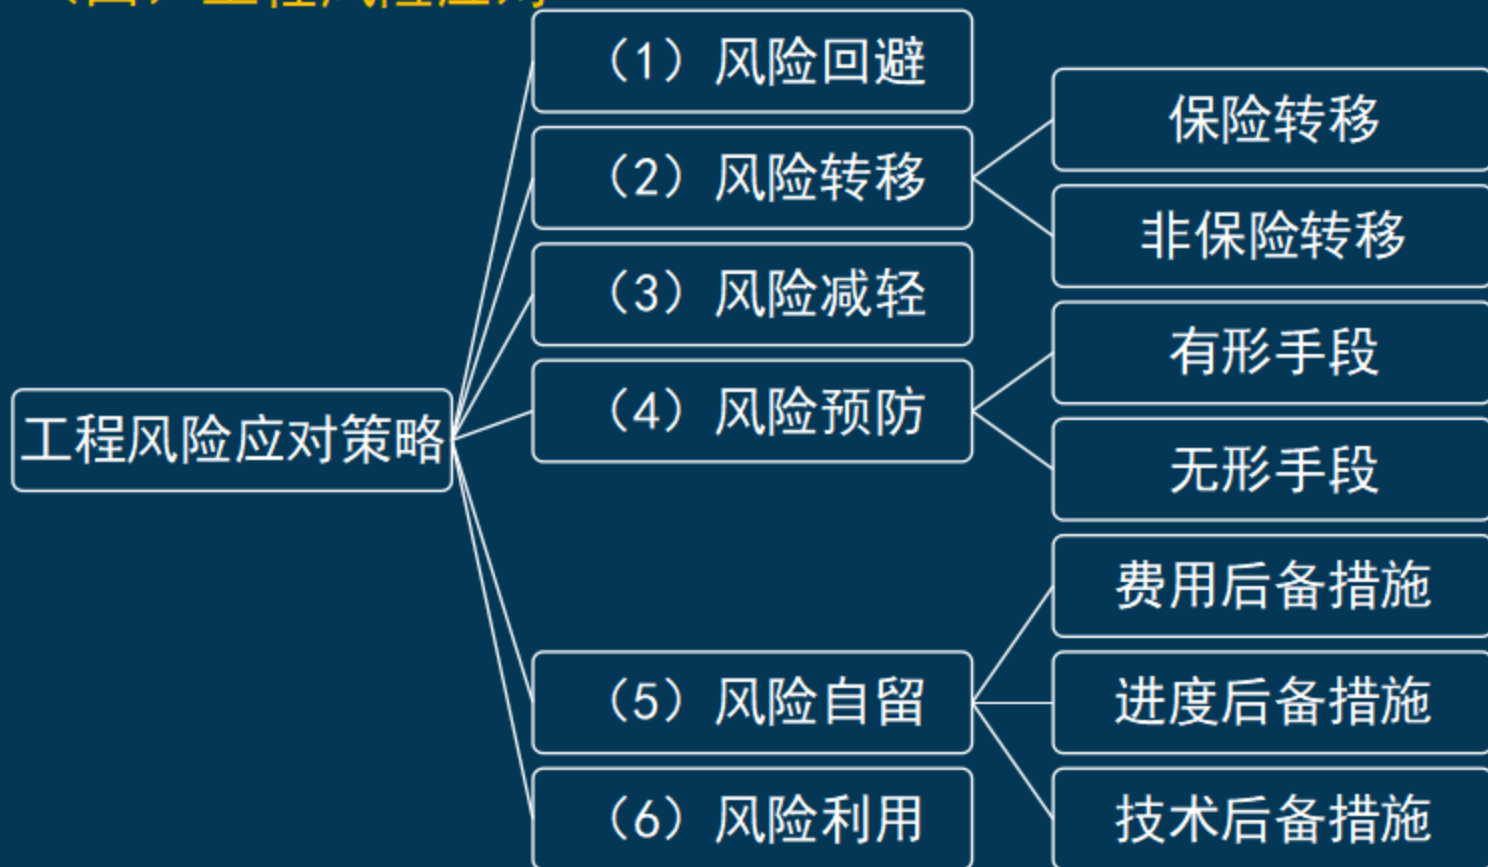 工程风险应对策略
（1）风险回避
（2）风险转移
保险转移
非保险转移
（3）风险减轻
（4）风险预防
有形手段
无形手段
（5）风险自留
费用后备措施
进度后备措施
技术后备措施
（6）风险利用